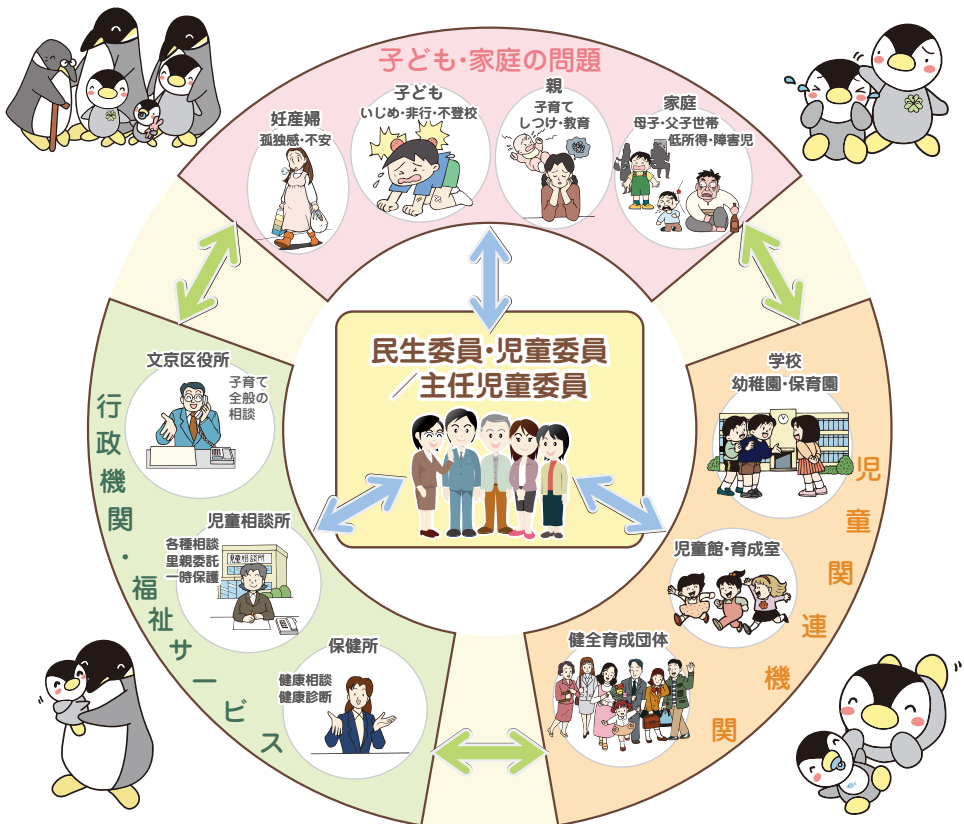 子ども・家庭の問題
妊産婦
孤独感・不安
子ども
いじめ・非行・不登校
親
子育て
しつけ・教育
家庭
母子・父子世帯
低所得・障害児
民生委員・児童委員
／主任児童委員
行政機関・福祉サービス
文京区役所
子育て
全般の
相談
児童相談所
各種相談
里親委託
一時保護
児童相談所
保健所
健康相談
健康診断
児童関連機関
学校
幼稚園・保育園
児童館・育成室
健全育成団体